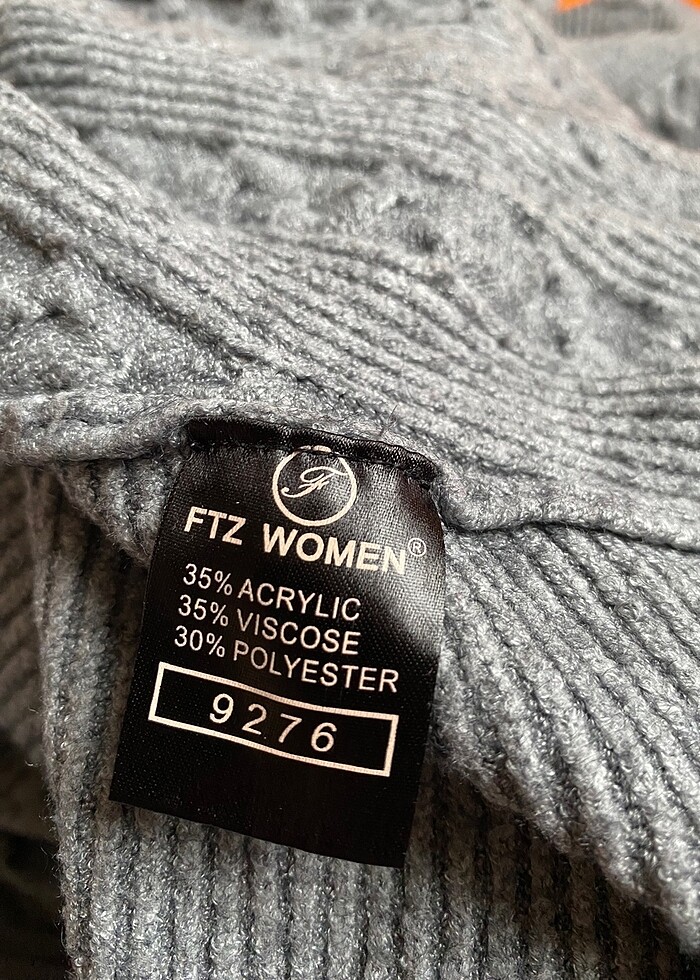 F
FTZ WOMEN®
35% ACRYLIC
35% VISCOSE
30% POLYESTER
9276